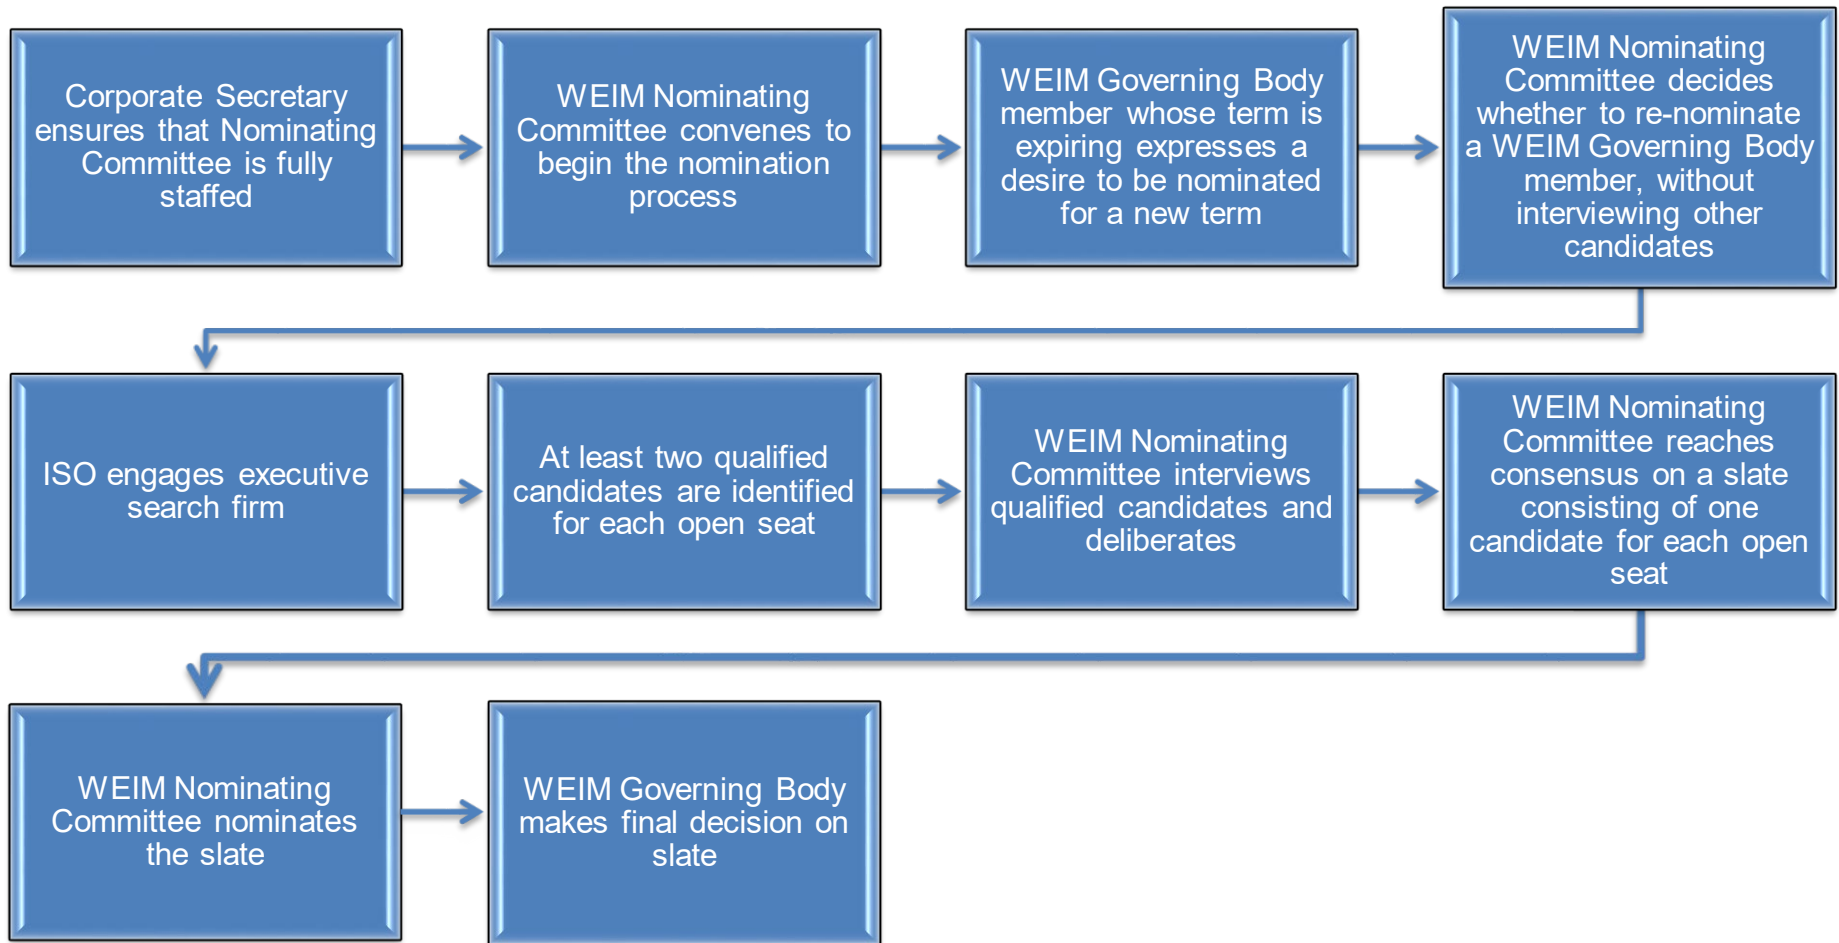 Corporate Secretary
ensures that Nominating
Committee is fully
staffed
WEIM Nominating
Committee convenes to
begin the nomination
process
WEIM Governing Body
member whose term is
expiring expresses a
desire to be nominated
for a new term
WEIM Nominating
Committee decides
whether to re-nominate
a WEIM Governing Body
member, without
interviewing other
candidates
ISO engages executive
search firm
At least two qualified
candidates are identified
for each open seat
WEIM Nominating
Committee interviews
qualified candidates and
deliberates
WEIM Nominating
Committee reaches
consensus on a slate
consisting of one
candidate for each open
seat
WEIM Nominating
Committee nominates
the slate
WEIM Governing Body
makes final decision on
slate